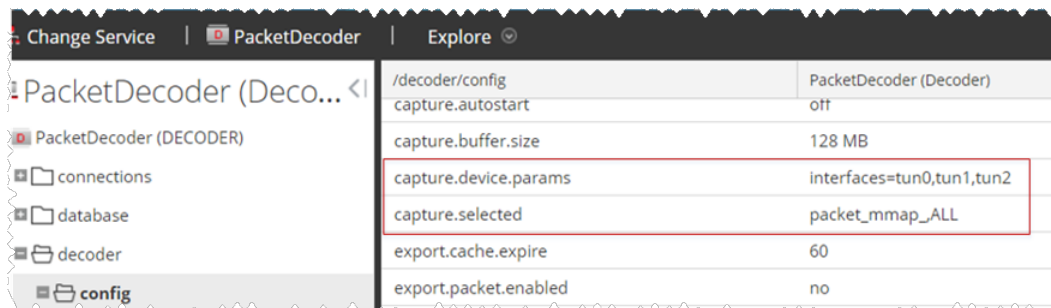 Change Service | D PacketDecoder | Explore
PacketDecoder (Deco...
D PacketDecoder (DECODER)
connections
database
decoder
config
/decoder/config PacketDecoder (Decoder)
capture.autostart off
capture.buffer.size 128 MB
capture.device.params interfaces=tun0,tun1,tun2
capture.selected packet_mmap_,ALL
export.cache.expire 60
export.packet.enabled no